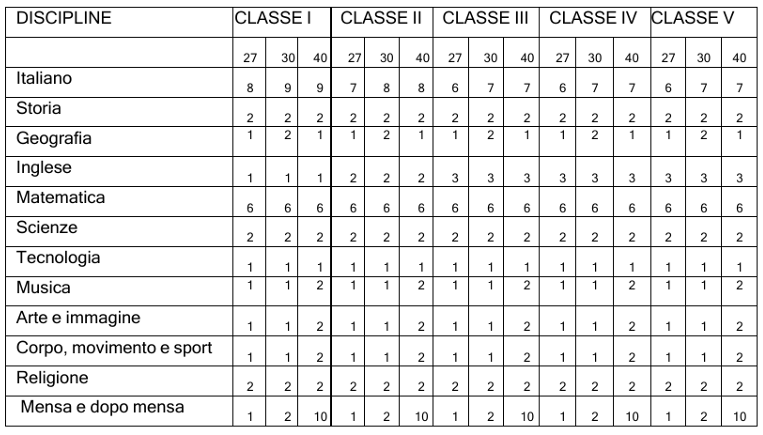 DISCIPLINE CLASSE I CLASSE II CLASSE III CLASSE IV CLASSE V
27 30 40 27 30 40 27 30 40 27 30 40 27 30 40
Italiano 8 9 9 7 8 8 6 7 7 6 7 7 6 7 7
Storia 2 2 2 2 2 2 2 2 2 2 2 2 2 2 2
Geografia 1 2 1 1 2 1 1 2 1 1 2 1 1 2 1
Inglese 1 1 1 2 2 2 3 3 3 3 3 3 3 3 3
Matematica 6 6 6 6 6 6 6 6 6 6 6 6 6 6 6
Scienze 2 2 2 2 2 2 2 2 2 2 2 2 2 2 2
Tecnologia 1 1 1 1 1 1 1 1 1 1 1 1 1 1 1
Musica 1 1 2 1 1 2 1 1 2 1 1 2 1 1 2
Arte e immagine 1 1 2 1 1 2 1 1 2 1 1 2 1 1 2
Corpo, movimento e sport 1 1 2 1 1 2 1 1 2 1 1 2 1 1 2
Religione 2 2 2 2 2 2 2 2 2 2 2 2 2 2 2
Mensa e dopo mensa 1 2 10 1 2 10 1 2 10 1 2 10 1 2 10